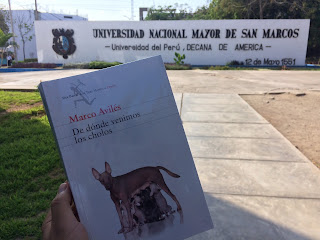 UNIVERSIDAD NACIONAL MAYOR DE SAN MARCOS
-Universidad del Perú, DECANA DE AMERICA-
12 de Mayo 1551
Marco Avilés
De dónde venimos
los cholos